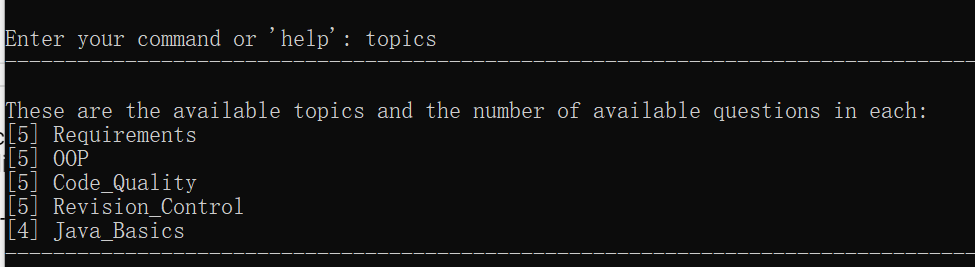 Enter your command or 'help': topics
These are the available topics and the number of available questions in each:
[5] Requirements
[5] OOP
[5] Code_Quality
[5] Revision_Control
[4] Java_Basics